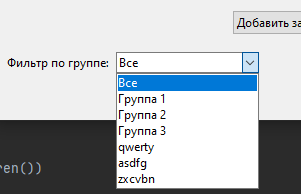 Добавить за
Фильтр по группе: Все
Все
Группа 1
Группа 2
Группа 3
qwerty
asdfg
zxcvbn
ren())